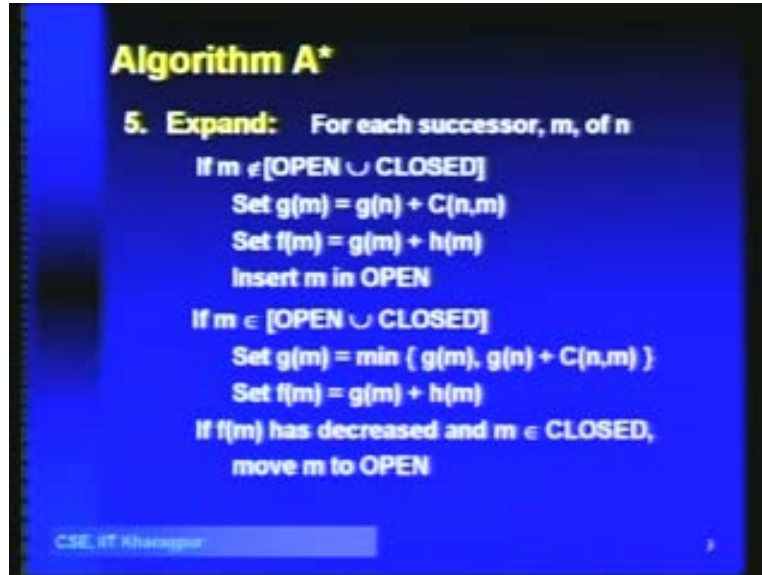 Algorithm A*
5. Expand: For each successor, m, of n
If m ∉ [OPEN ∪ CLOSED]
Set g(m) = g(n) + C(n,m)
Set f(m) = g(m) + h(m)
Insert m in OPEN
If m ∈ [OPEN ∪ CLOSED]
Set g(m) = min { g(m), g(n) + C(n,m) }
Set f(m) = g(m) + h(m)
If f(m) has decreased and m ∈ CLOSED,
move m to OPEN
CSE, IIT Kharagpur